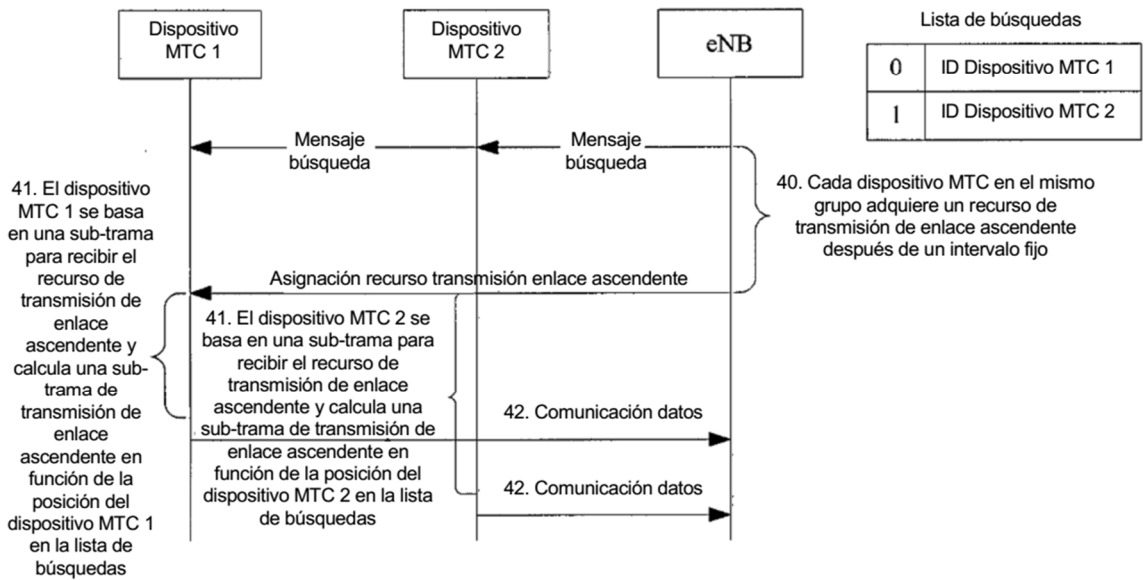 Dispositivo
MTC 1
Dispositivo
MTC 2
eNB
Lista de búsquedas
0 ID Dispositivo MTC 1
1 ID Dispositivo MTC 2
Mensaje
búsqueda
Mensaje
búsqueda
40. Cada dispositivo MTC en el mismo
grupo adquiere un recurso de
transmisión de enlace ascendente
después de un intervalo fijo
41. El dispositivo
MTC 1 se basa
en una sub-trama
para recibir el
recurso de
transmisión de
enlace
ascendente y
calcula una sub-
trama de
transmisión de
enlace
ascendente en
función de la
posición del
dispositivo MTC 1
en la lista de
búsquedas
Asignación recurso transmisión enlace ascendente
41. El dispositivo MTC 2 se
basa en una sub-trama para
recibir el recurso de
transmisión de enlace
ascendente y calcula una
sub-trama de transmisión de
enlace ascendente en
función de la posición del
dispositivo MTC 2 en la lista
de búsquedas
42. Comunicación datos
42. Comunicación datos